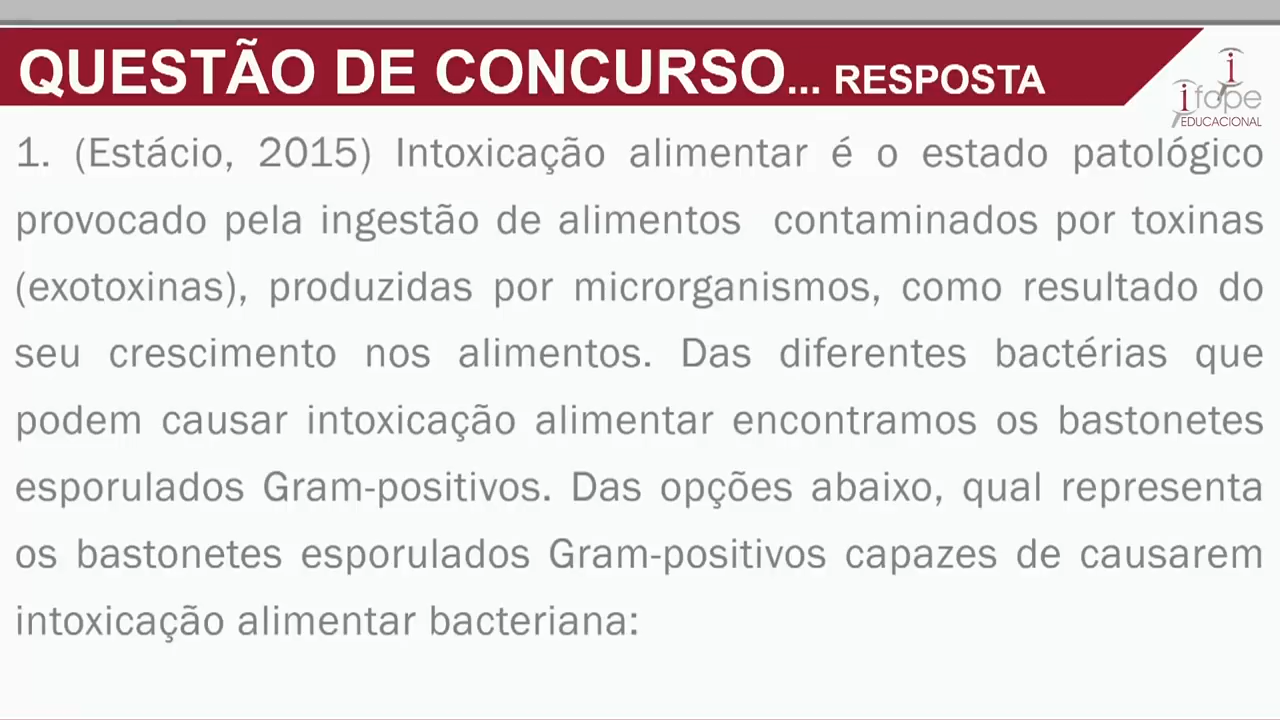 QUESTÃO DE CONCURSO... RESPOSTA
ifope
EDUCACIONAL
1. (Estácio, 2015) Intoxicação alimentar é o estado patológico
provocado pela ingestão de alimentos contaminados por toxinas
(exotoxinas), produzidas por microrganismos, como resultado do
seu crescimento nos alimentos. Das diferentes bactérias que
podem causar intoxicação alimentar encontramos os bastonetes
esporulados Gram-positivos. Das opções abaixo, qual representa
os bastonetes esporulados Gram-positivos capazes de causarem
intoxicação alimentar bacteriana: